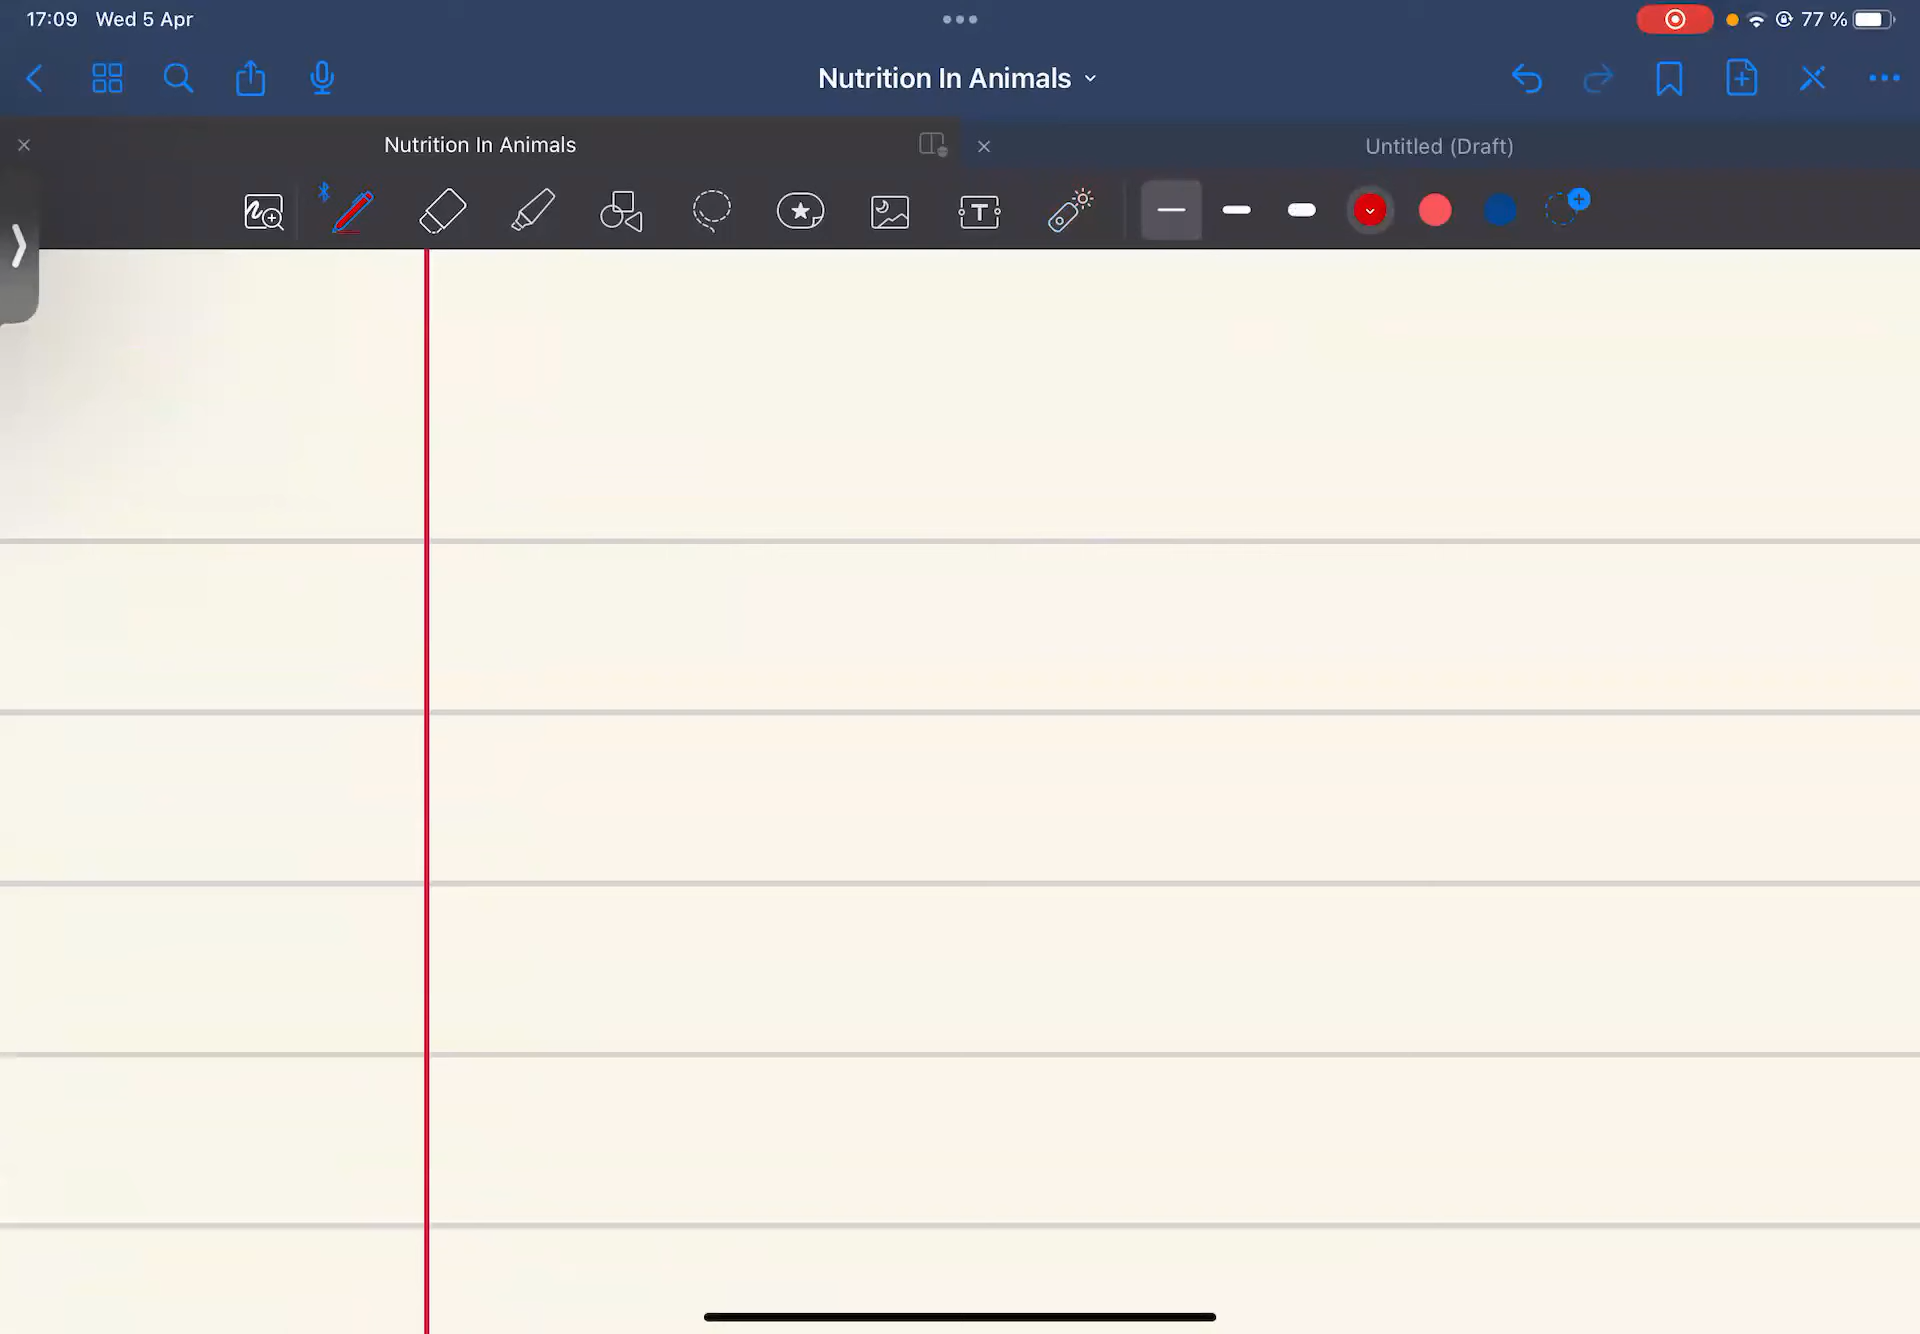 17:09 Wed 5 Apr
77 %
Nutrition In Animals
Nutrition In Animals
Untitled (Draft)
T